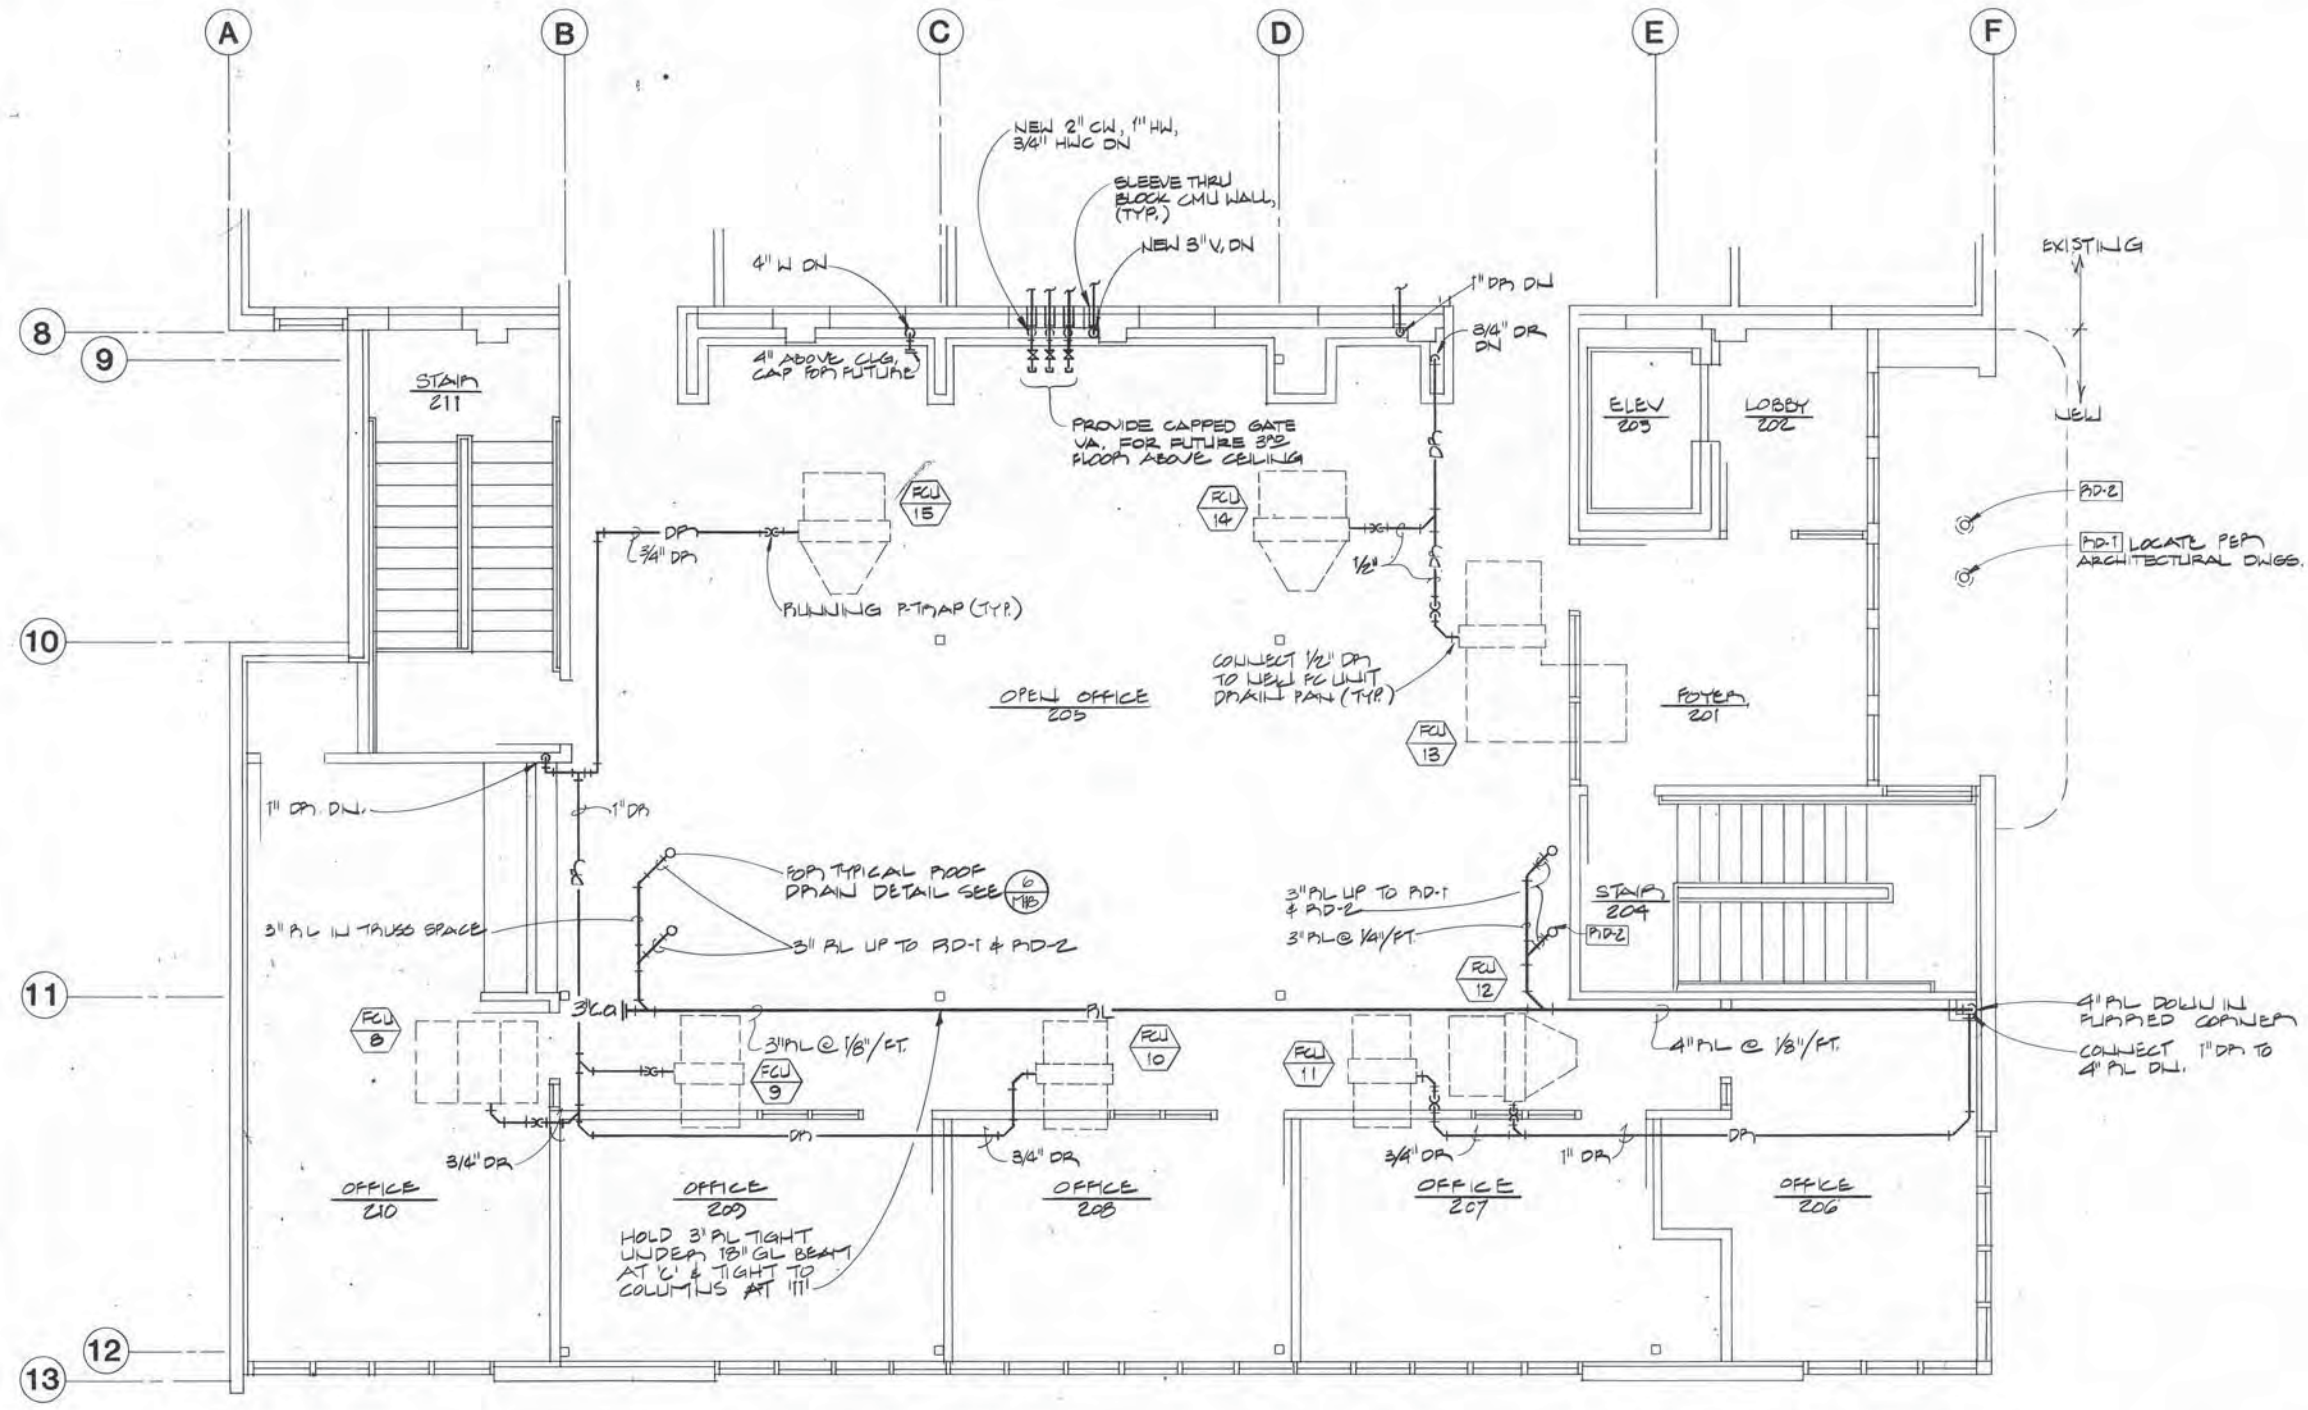 A
B
C
D
E
F
NEW 2" CW, 1" HW,
3/4" HWC DN
SLEEVE THRU
BLOCK CMU WALL,
(TYP.)
NEW 3" V, DN
4" W DN
1" DR DN
EXISTING
NEW
8
9
3/4" DR
DN
4" ABOVE CLG,
CAP FOR FUTURE
STAIR
211
ELEV
203
LOBBY
202
PROVIDE CAPPED GATE
VA. FOR FUTURE 3RD
FLOOR ABOVE CEILING
DR
FCU
15
FCU
14
RD-2
RD-1 LOCATE PER
ARCHITECTURAL DWGS.
DR
3/4" DR
DR
1/2"
RUNNING P-TRAP (TYP.)
10
CONNECT 1/2" DR
TO NEW FC UNIT
DRAIN PAN (TYP.)
OPEN OFFICE
205
FOYER
201
FCU
13
1" DR. DN.
1" DR
DR
FOR TYPICAL ROOF
DRAIN DETAIL SEE
6
MH3
3" RL UP TO RD-1
& RD-2
STAIR
204
3" RL IN TRUSS SPACE
3" RL UP TO RD-1 & RD-2
3" RL @ 1/4"/FT.
RD-2
11
FCU
12
3" CO
RL
4" RL DOWN IN
FURRED CORNER
FCU
8
3" RL @ 1/8"/FT.
FCU
10
FCU
11
4" RL @ 1/8"/FT.
CONNECT 1" DR TO
4" RL DN.
FCU
9
DR
DR
3/4" DR
3/4" DR
3/4" DR
1" DR
OFFICE
210
OFFICE
209
OFFICE
208
OFFICE
207
OFFICE
206
HOLD 3" RL TIGHT
UNDER 18" GL BEAM
AT 'C' & TIGHT TO
COLUMNS AT '11'
12
13